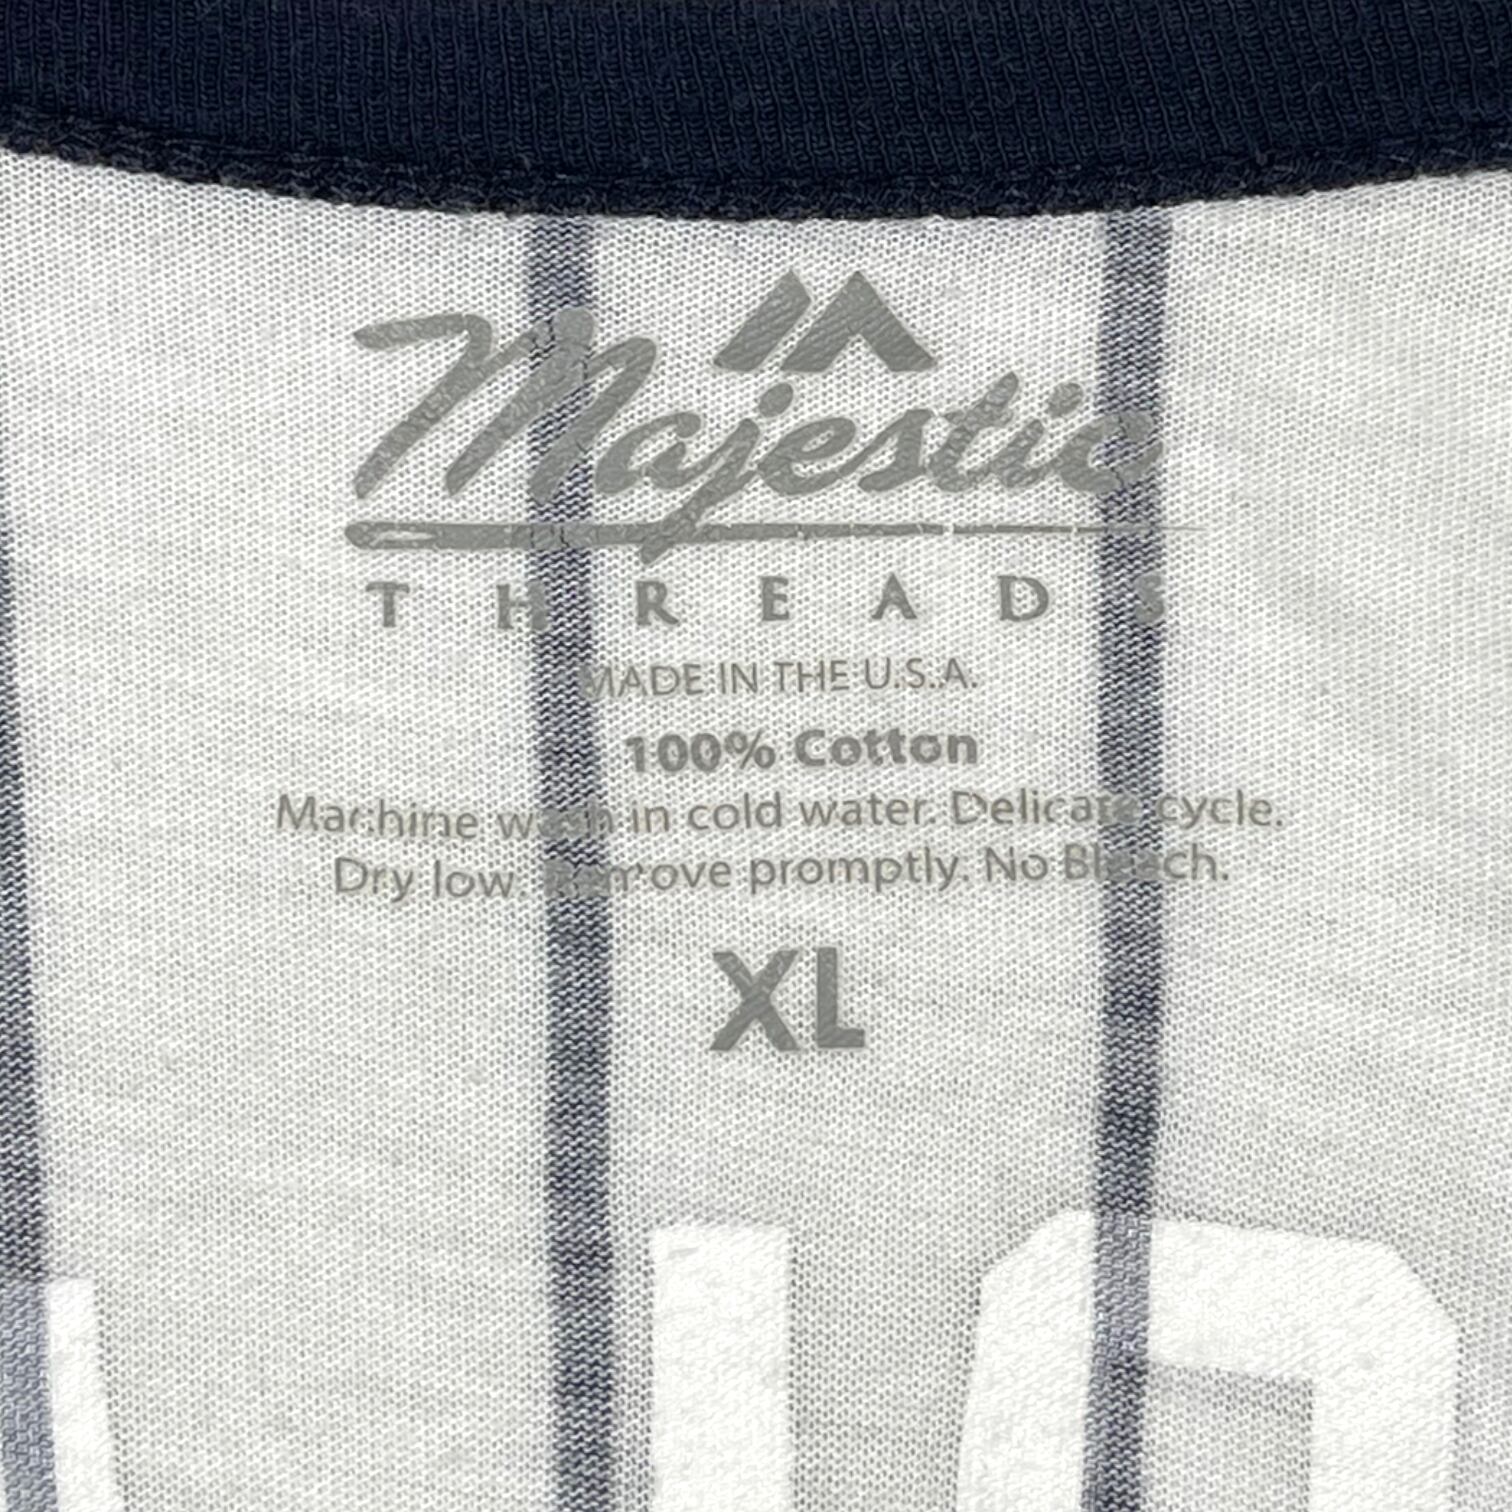 Majestic
THREADS
MADE IN THE U.S.A.
100% Cotton
Machine wash in cold water. Delicate cycle.
Dry low. Remove promptly. No Bleach.
XL